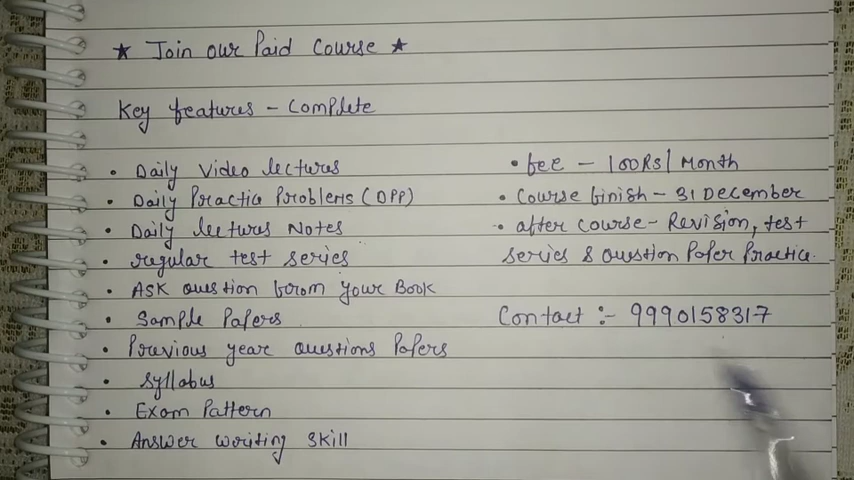 ★ Join our Paid Course ★
Key features - Complete
• Daily Video lectures
• Daily Practice Problems (DPP)
• Daily lectures Notes
• regular test series
• Ask question from your Book
• Sample Papers
• Previous year questions Papers
• Syllabus
• Exam Pattern
• Answer writing skill
• fee - 100Rs/Month
• Course finish - 31 December
• after course - Revision, test
series & question Paper Practice.
Contact :- 9990158317